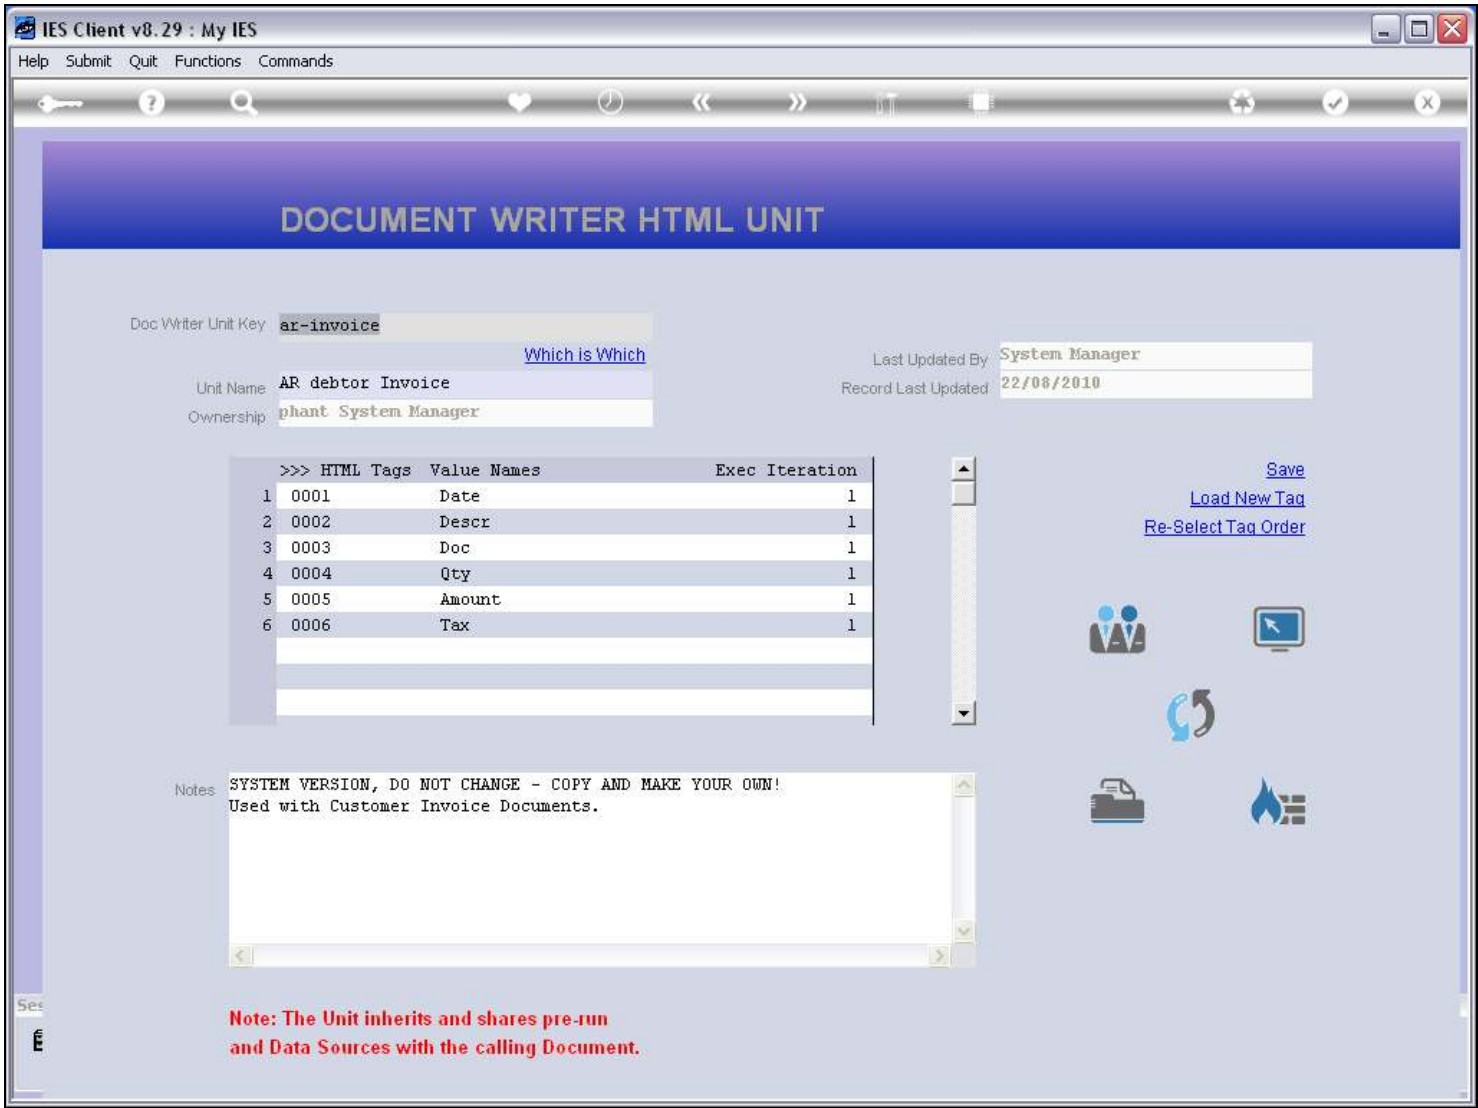 IES Client v8.29 : My IES
Help Submit Quit Functions Commands
DOCUMENT WRITER HTML UNIT
Doc Writer Unit Key ar-invoice
Which is Which
Last Updated By System Manager
Unit Name AR debtor Invoice
Record Last Updated 22/08/2010
Ownership phant System Manager
>>> HTML Tags Value Names Exec Iteration
1 0001 Date 1
2 0002 Descr 1
3 0003 Doc 1
4 0004 Qty 1
5 0005 Amount 1
6 0006 Tax 1
Save
Load New Tag
Re-Select Tag Order
Notes SYSTEM VERSION, DO NOT CHANGE - COPY AND MAKE YOUR OWN!
Used with Customer Invoice Documents.
Note: The Unit inherits and shares pre-run
and Data Sources with the calling Document.